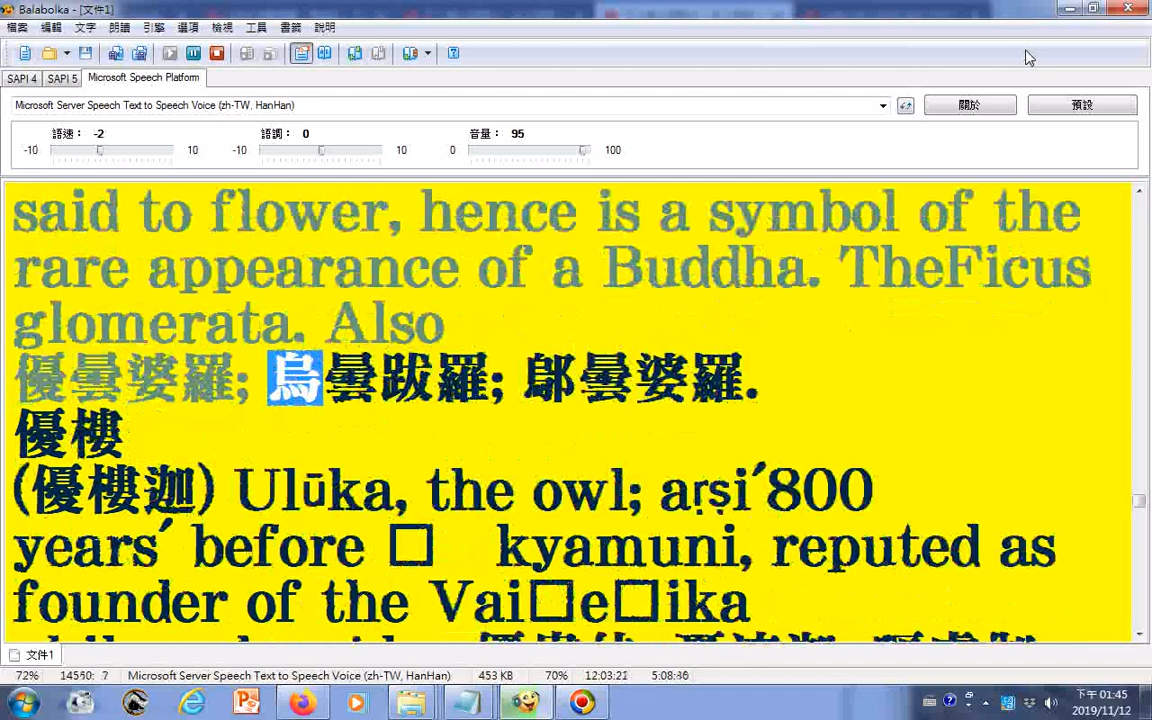 Balabolka - [文件1]
檔案 編輯 文字 朗讀 引擎 選項 檢視 工具 書籤 說明
SAPI 4 SAPI 5 Microsoft Speech Platform
Microsoft Server Speech Text to Speech Voice (zh-TW, HanHan) 關於 預設
語速： -2 語調： 0 音量： 95
-10 10 -10 10 0 100
said to flower, hence is a symbol of the
rare appearance of a Buddha. TheFicus
glomerata. Also
優曇婆羅; 烏曇跋羅; 鄔曇婆羅.
優樓
(優樓迦) Ulūka, the owl; aṛṣi´800
years´ before □ kyamuni, reputed as
founder of the Vai□e□ika
文件1
72% Microsoft Server Speech Text to Speech Voice (zh-TW, HanHan) 453 KB 70% 12:03:21
下午 01:45
2019/11/12